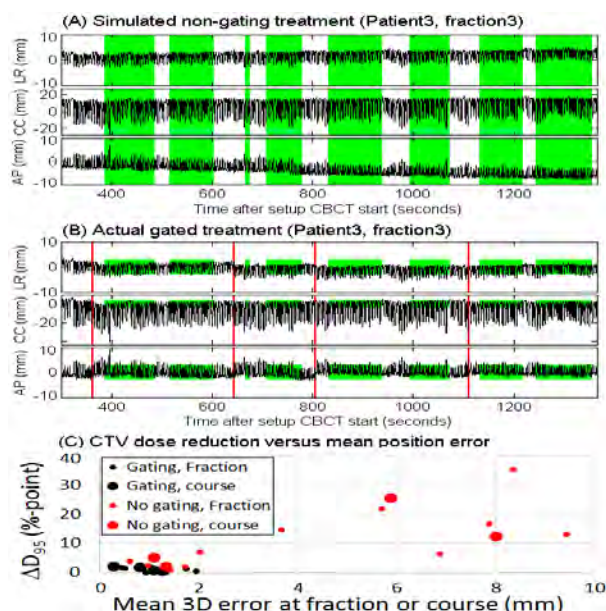 (A) Simulated non-gating treatment (Patient3, fraction3)
10
0
-10
LR (mm)
20
0
-20
CC (mm)
0
-10
AP (mm)
400 600 800 1000 1200
Time after setup CBCT start (seconds)
(B) Actual gated treatment (Patient3, fraction3)
10
0
-10
LR (mm)
0
-20
CC (mm)
10
0
-10
AP (mm)
400 600 800 1000 1200
Time after setup CBCT start (seconds)
(C) CTV dose reduction versus mean position error
40
30
20
10
0
ΔD95 (%-point)
Gating, Fraction
Gating, course
No gating, Fraction
No gating, course
0 2 4 6 8 10
Mean 3D error at fraction or course (mm)